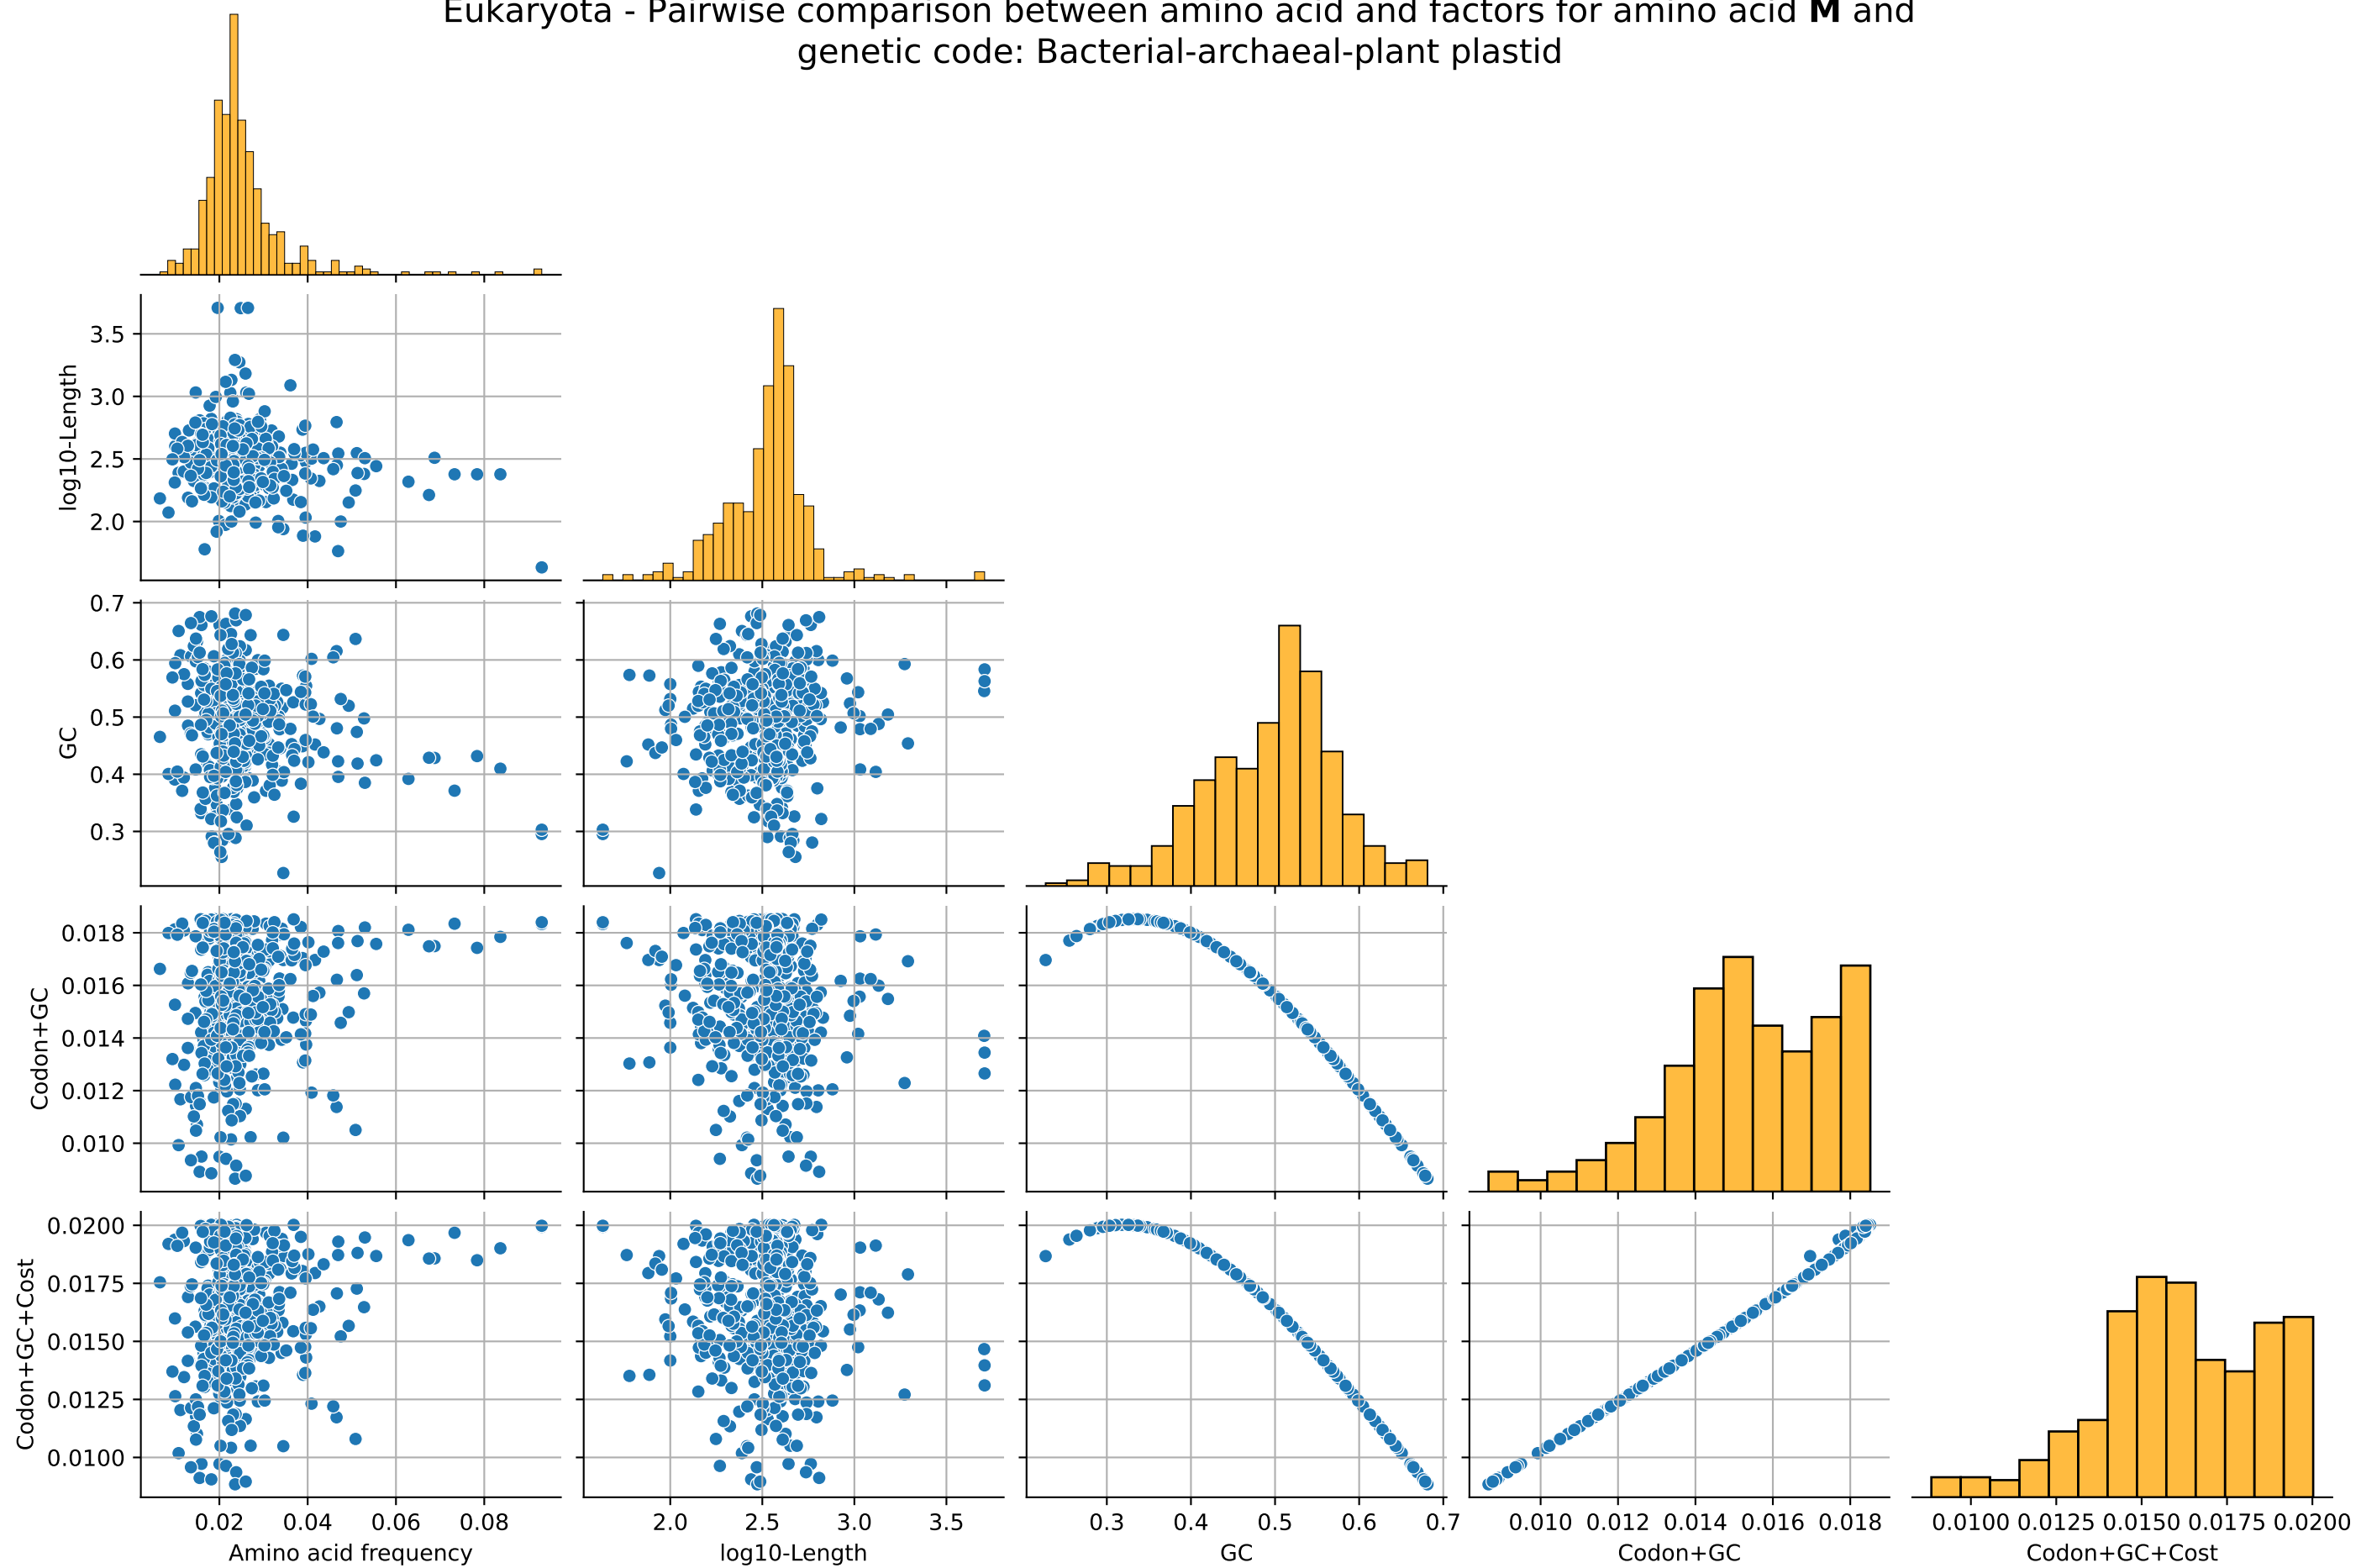 Eukaryota - Pairwise comparison between amino acid and factors for amino acid M and
genetic code: Bacterial-archaeal-plant plastid
3.5
3.0
2.5
2.0
log10-Length
0.7
0.6
0.5
0.4
0.3
GC
0.018
0.016
0.014
0.012
0.010
Codon+GC
0.0200
0.0175
0.0150
0.0125
0.0100
Codon+GC+Cost
0.02 0.04 0.06 0.08
Amino acid frequency
2.0 2.5 3.0 3.5
log10-Length
0.3 0.4 0.5 0.6 0.7
GC
0.010 0.012 0.014 0.016 0.018
Codon+GC
0.0100 0.0125 0.0150 0.0175 0.0200
Codon+GC+Cost